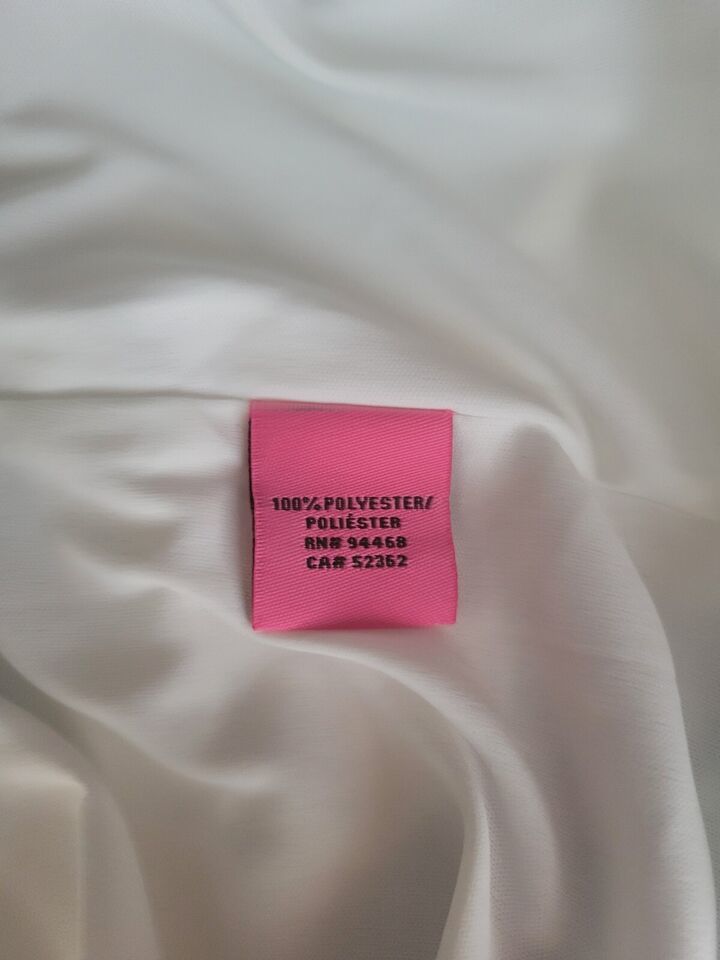 100%POLYESTER/
POLIÉSTER
RN# 94468
CA# 52362